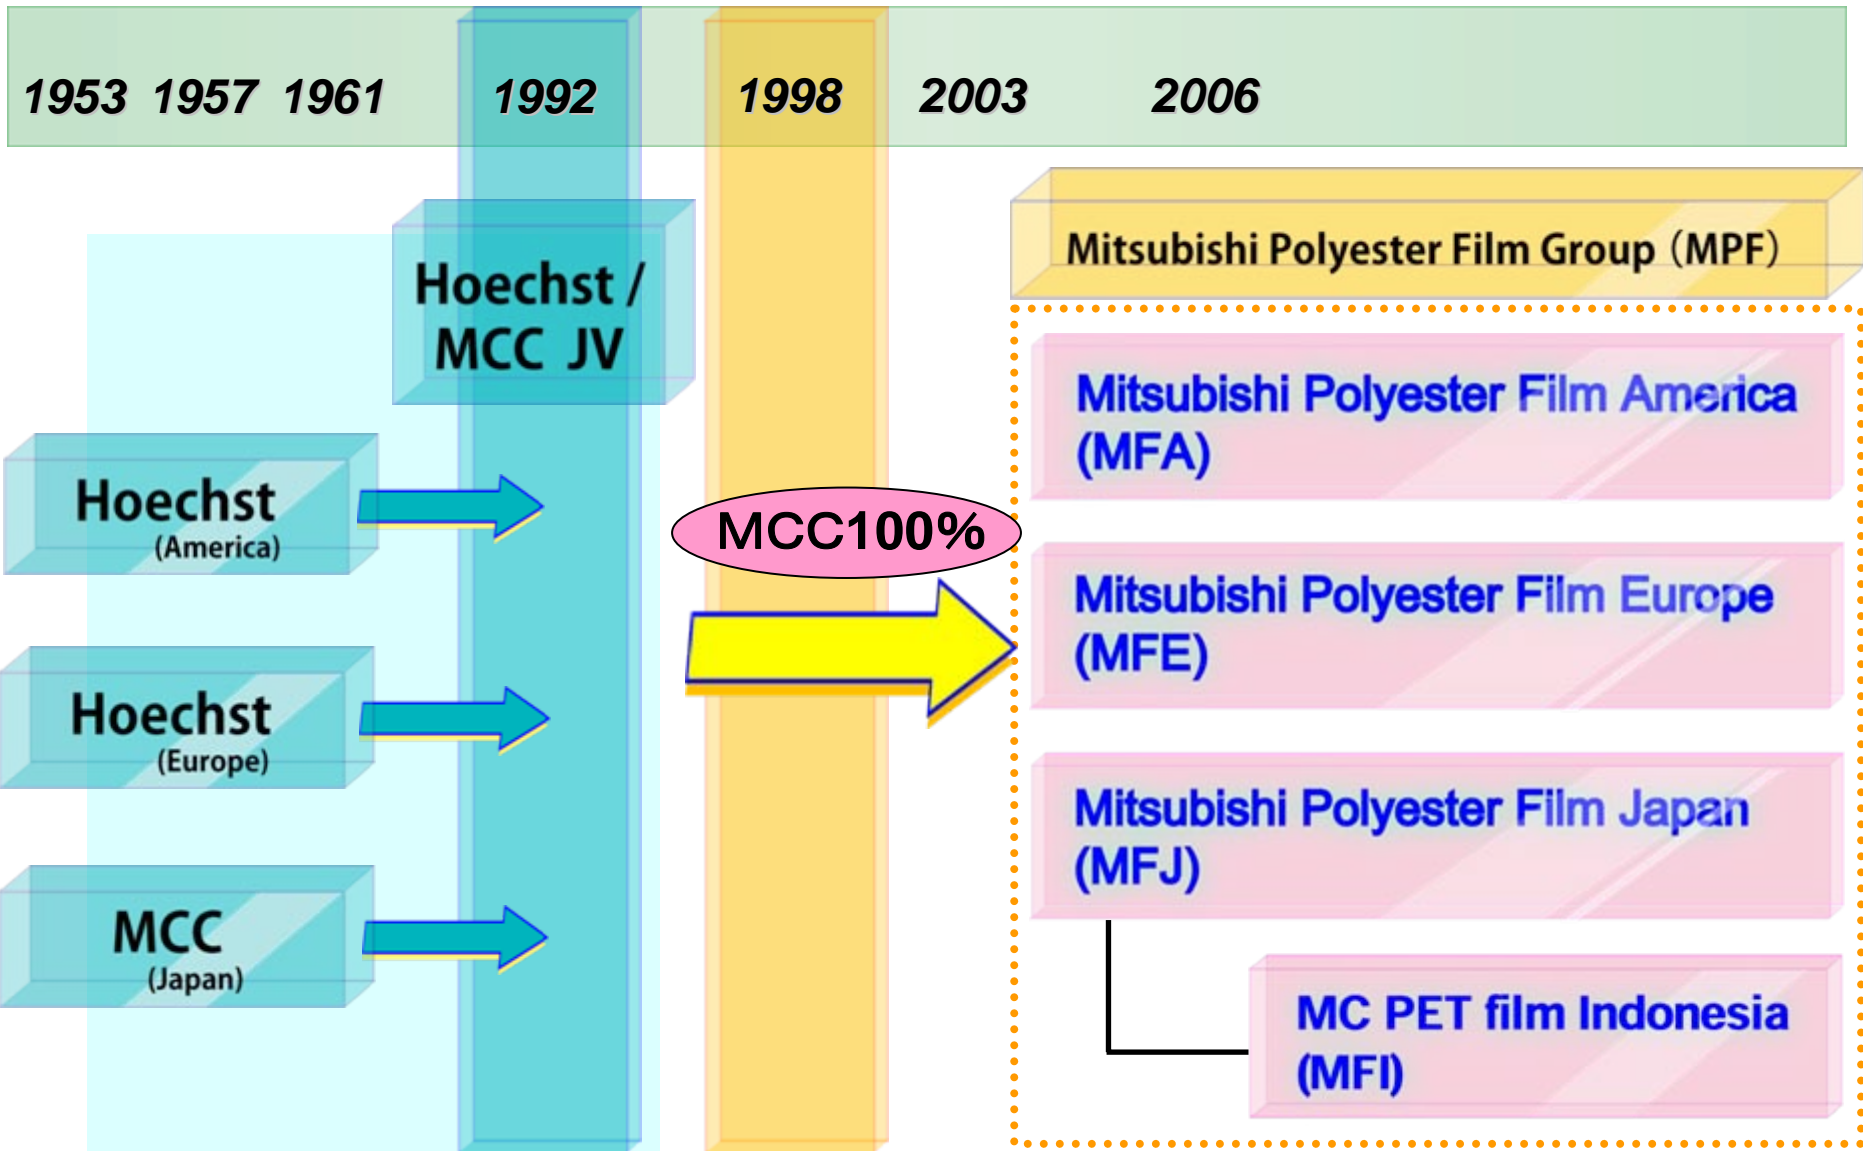 1953 1957 1961 1992 1998 2003 2006
Mitsubishi Polyester Film Group（MPF）
Hoechst /
MCC JV
Mitsubishi Polyester Film America
(MFA)
Hoechst
(America)
MCC100%
Mitsubishi Polyester Film Europe
(MFE)
Hoechst
(Europe)
Mitsubishi Polyester Film Japan
(MFJ)
MCC
(Japan)
MC PET film Indonesia
(MFI)